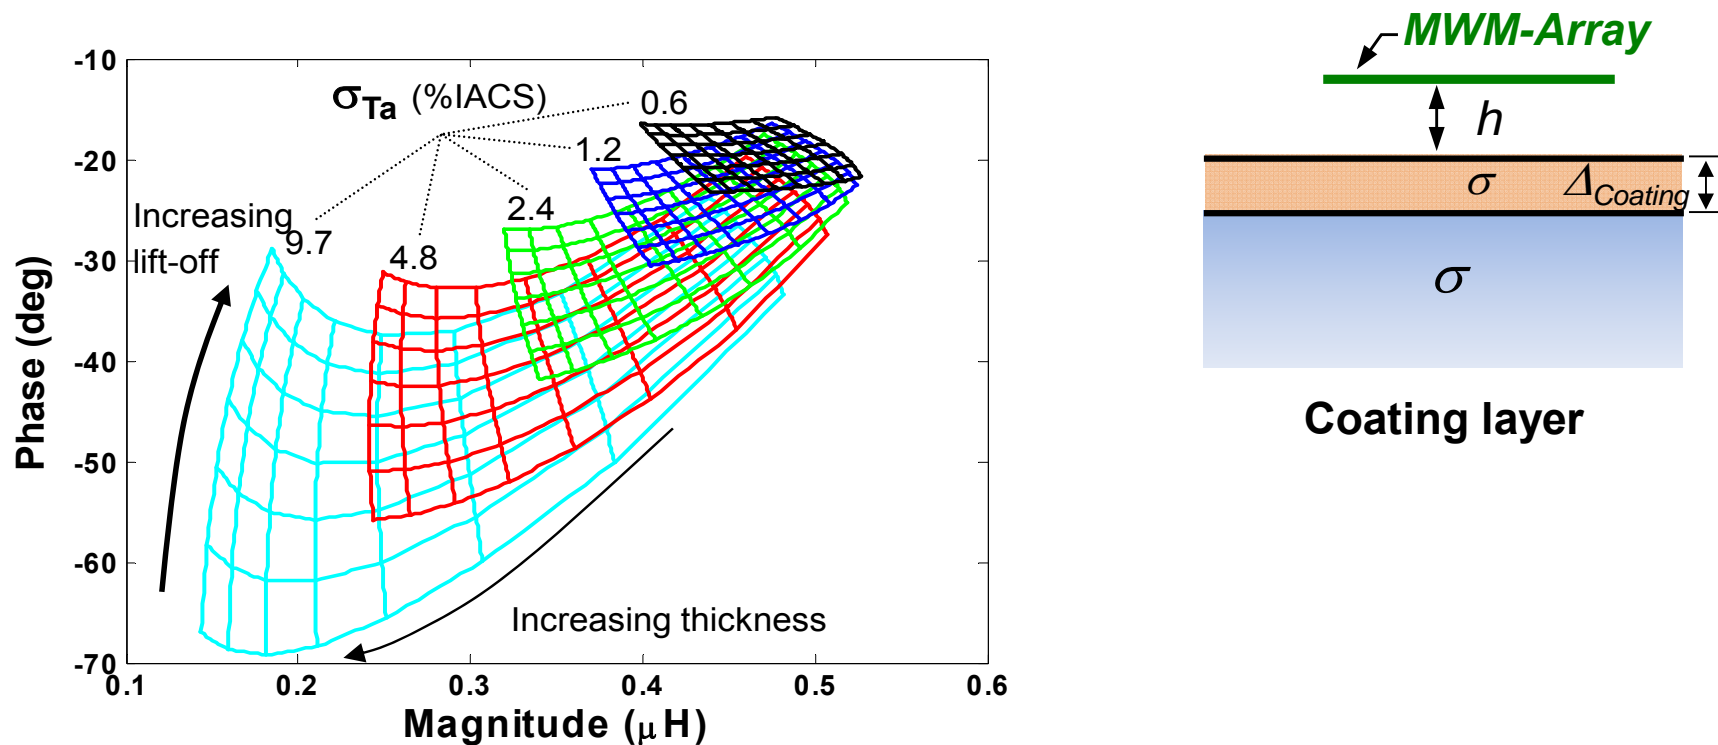 -10
-20
-30
-40
-50
-60
-70
Phase (deg)
0.1
0.2
0.3
0.4
0.5
0.6
Magnitude (μH)
σTa (%IACS)
0.6
1.2
2.4
4.8
9.7
Increasing
lift-off
Increasing thickness
MWM-Array
h
σ
ΔCoating
σ
Coating layer